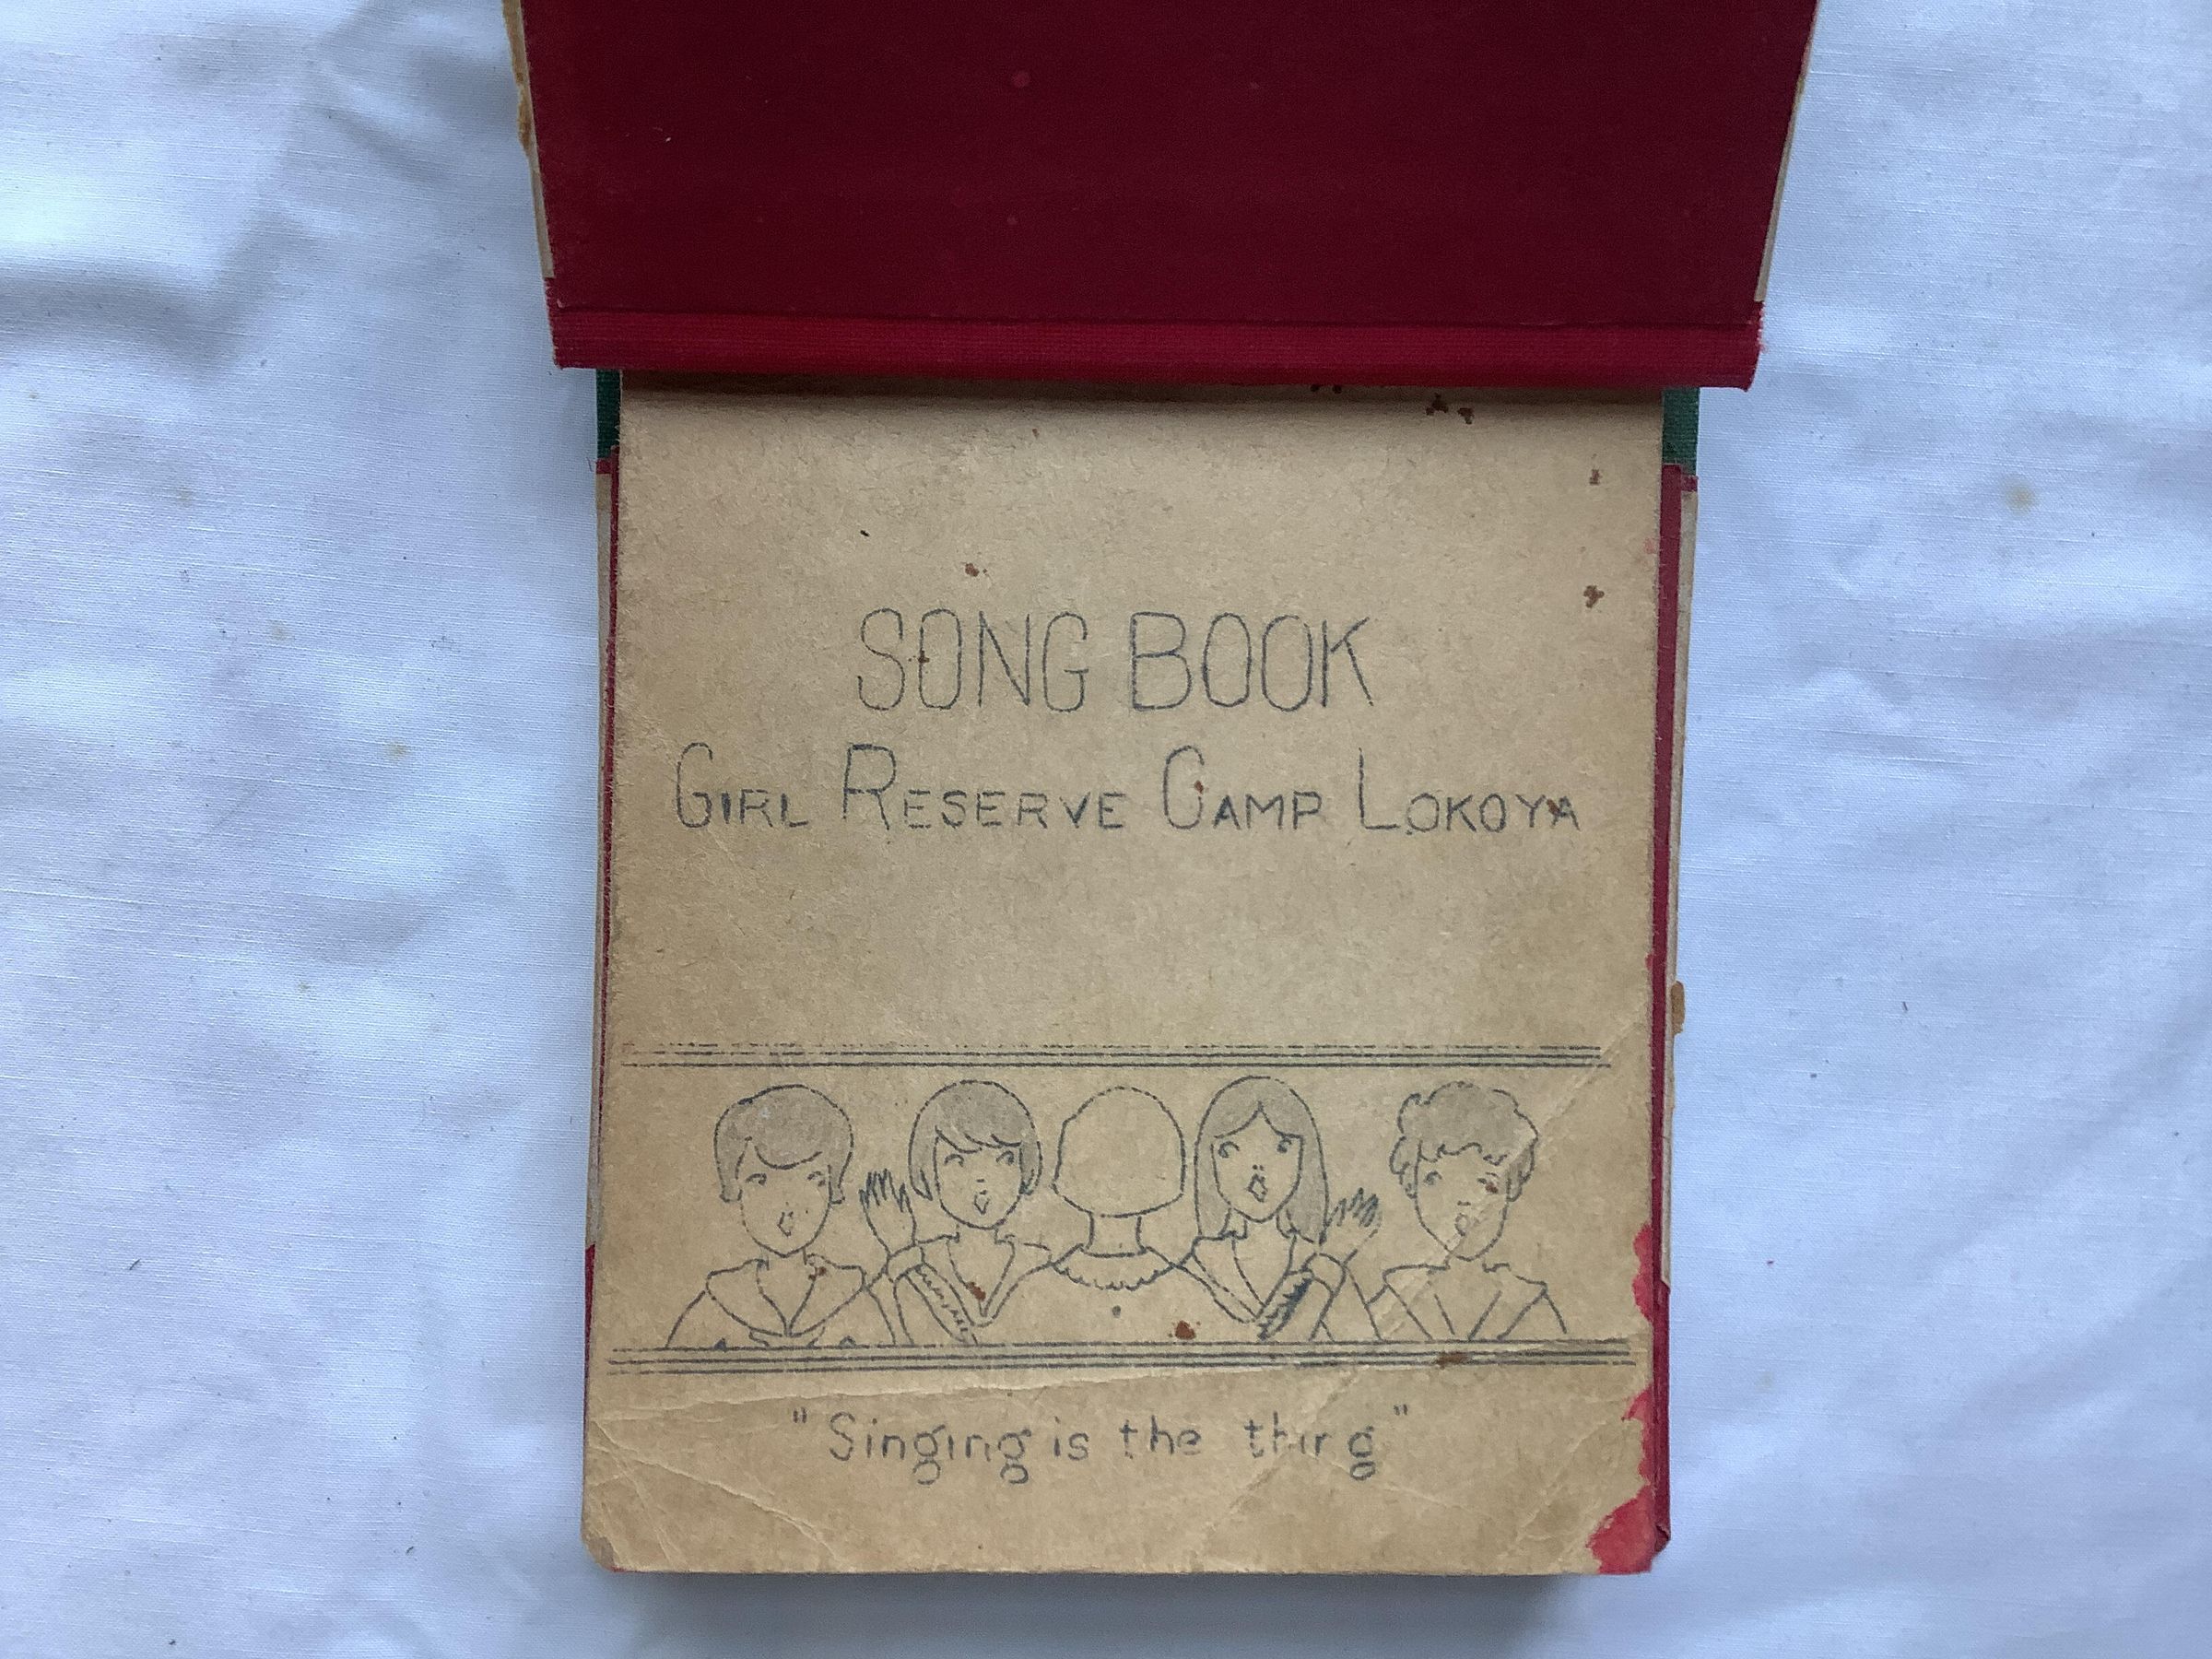 SONG BOOK
GIRL RESERVE CAMP LOKOYA
"Singing is the thing"